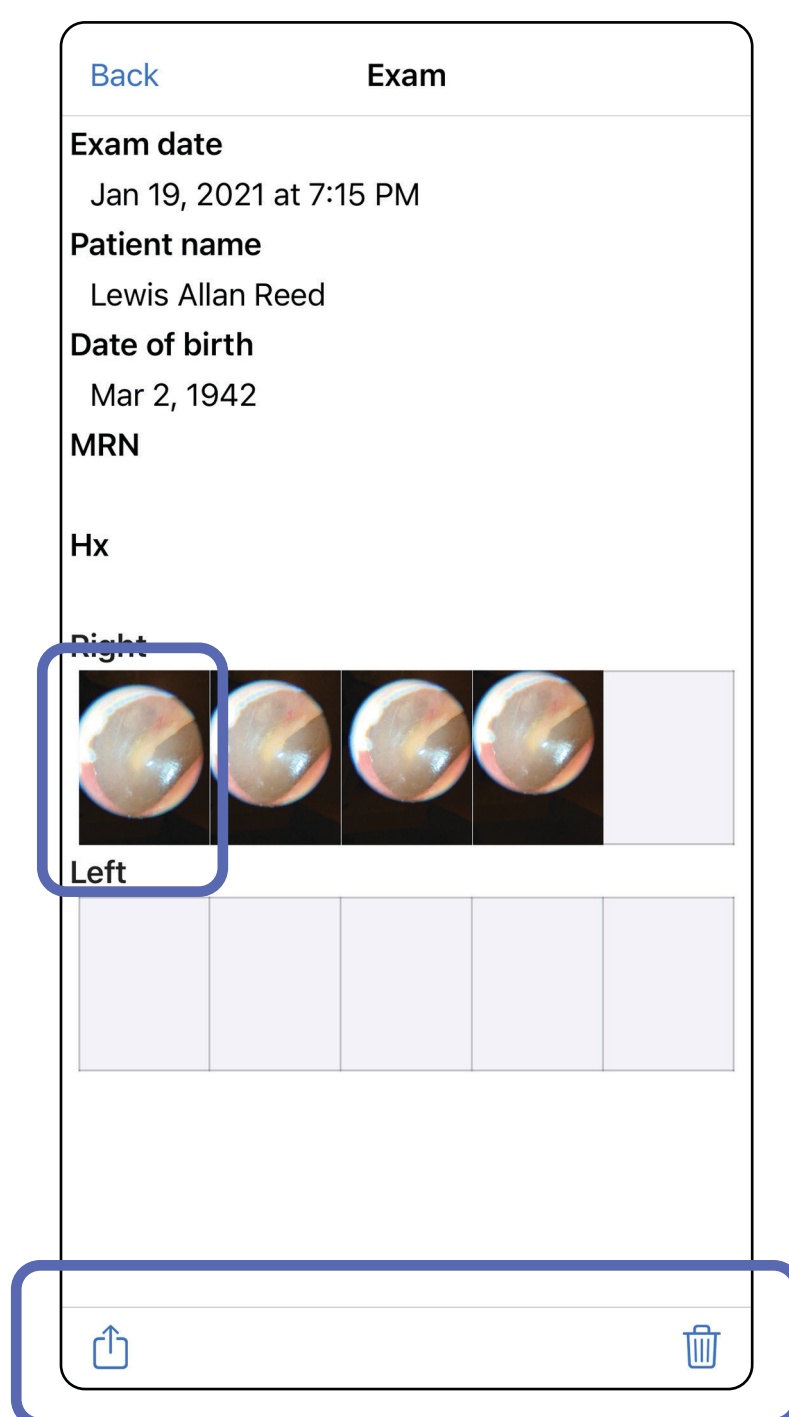 Back
Exam
Exam date
Jan 19, 2021 at 7:15 PM
Patient name
Lewis Allan Reed
Date of birth
Mar 2, 1942
MRN
Hx
Right
Left